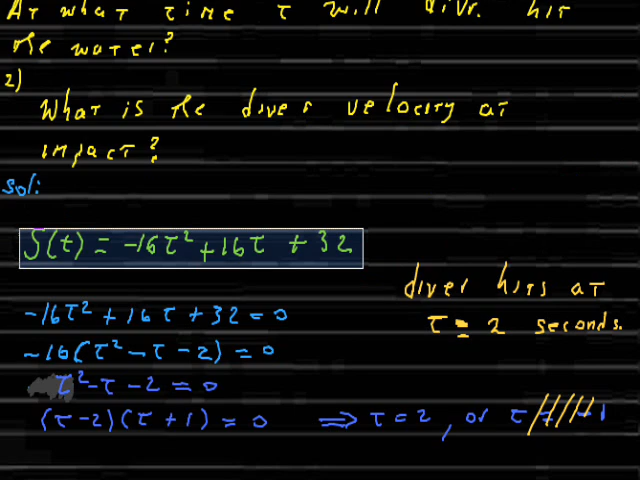 At what time t will diver hit
the water?
2)
What is the diver velocity at
impact?
Sol:
S(t) = -16t² + 16t + 32
diver hits at
t = 2 seconds.
-16t² + 16t + 32 = 0
-16(t² - t - 2) = 0
t² - t - 2 = 0
(t-2)(t+1) = 0 ⟹ t = 2, or t = -1